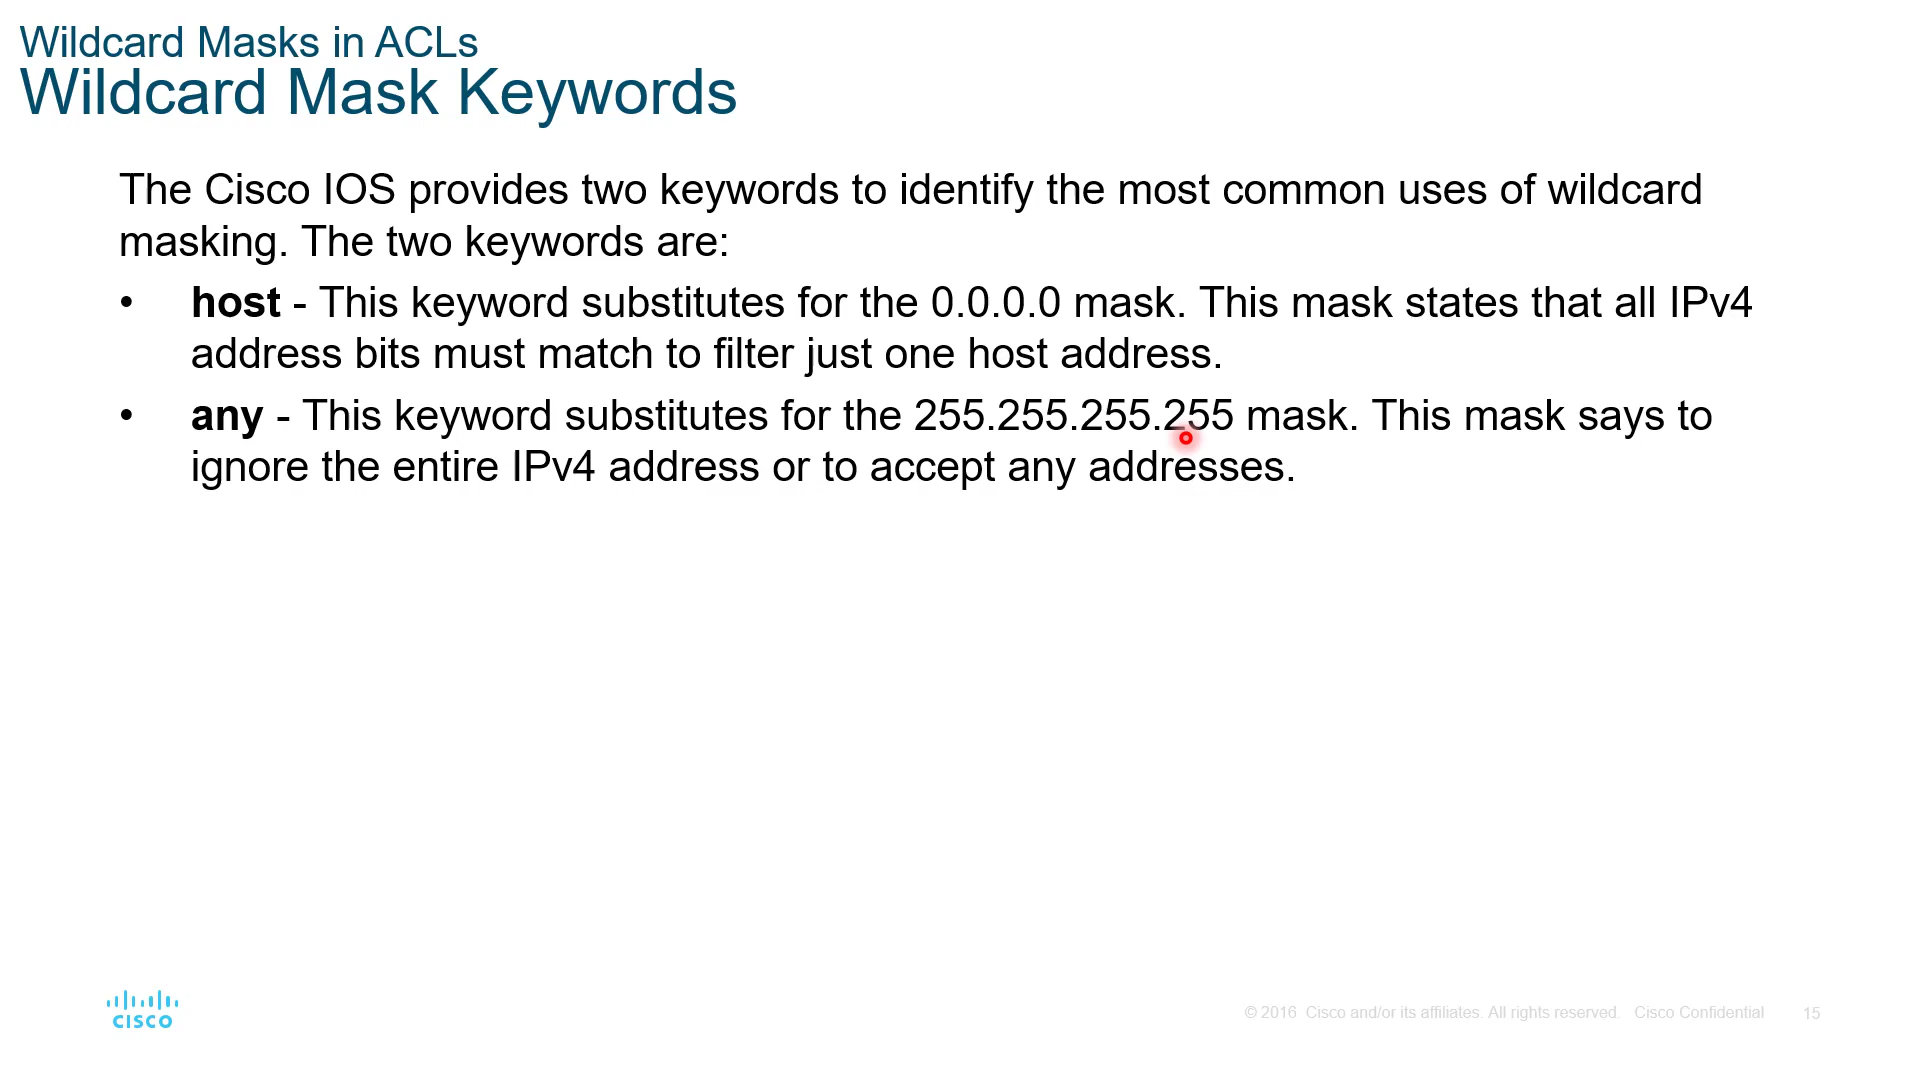 Wildcard Masks in ACLs
Wildcard Mask Keywords
The Cisco IOS provides two keywords to identify the most common uses of wildcard
masking. The two keywords are:
• host - This keyword substitutes for the 0.0.0.0 mask. This mask states that all IPv4
address bits must match to filter just one host address.
• any - This keyword substitutes for the 255.255.255.255 mask. This mask says to
ignore the entire IPv4 address or to accept any addresses.
CISCO
© 2016 Cisco and/or its affiliates. All rights reserved. Cisco Confidential 15